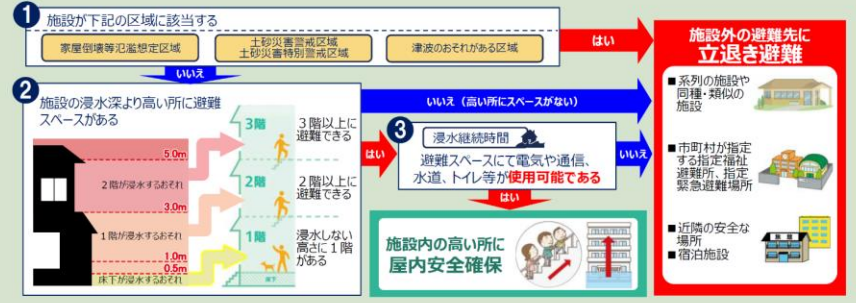 1 施設が下記の区域に該当する
家屋倒壊等氾濫想定区域
土砂災害警戒区域
土砂災害特別警戒区域
津波のおそれがある区域
はい
いいえ
2 施設の浸水深より高い所に避難
スペースがある
5.0m
2階が浸水するおそれ
3.0m
1階が浸水するおそれ
1.0m
0.5m
床下が浸水するおそれ
3階
3階以上に
避難できる
2階
2階以上に
避難できる
1階
浸水しない
高さに1階
がある
床下
いいえ(高い所にスペースがない)
はい
3 浸水継続時間
避難スペースにて電気や通信、
水道、トイレ等が使用可能である
いいえ
はい
施設内の高い所に
屋内安全確保
施設外の避難先に
立退き避難
■系列の施設や
同種・類似の
施設
■市町村が指定
する指定福祉
避難所、指定
緊急避難場所
■近隣の安全な
場所
■宿泊施設